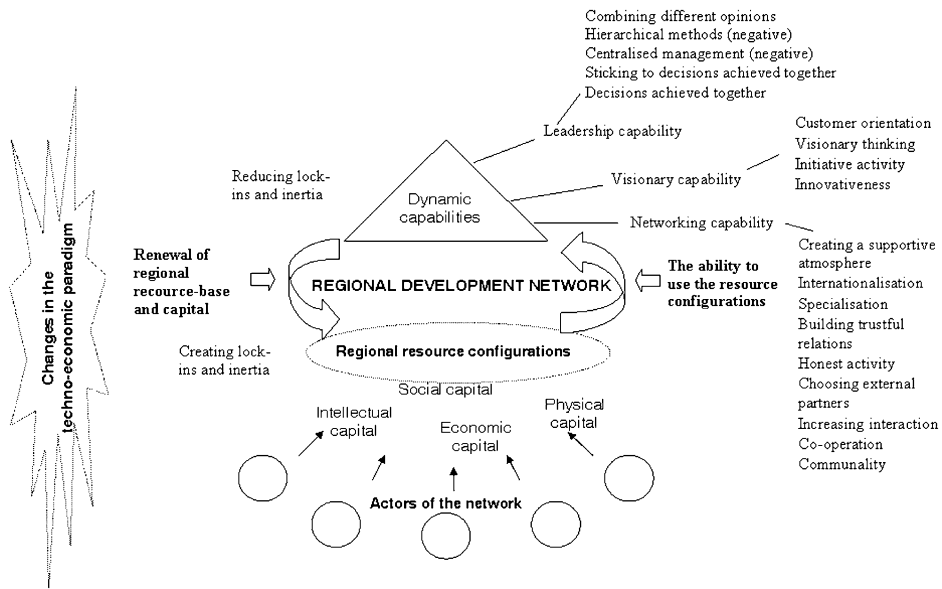 Combining different opinions
Hierarchical methods (negative)
Centralised management (negative)
Sticking to decisions achieved together
Decisions achieved together
Leadership capability
Customer orientation
Visionary thinking
Initiative activity
Innovativeness
Visionary capability
Networking capability
Creating a supportive
atmosphere
Internationalisation
Specialisation
Building trustful
relations
Honest activity
Choosing external
partners
Increasing interaction
Co-operation
Communality
Reducing lock-
ins and inertia
Dynamic
capabilities
Changes in the
techno-economic paradigm
Renewal of
regional
recource-base
and capital
REGIONAL DEVELOPMENT NETWORK
The ability to
use the resource
configurations
Creating lock-
ins and inertia
Regional resource configurations
Social capital
Intellectual
capital
Economic
capital
Physical
capital
Actors of the network